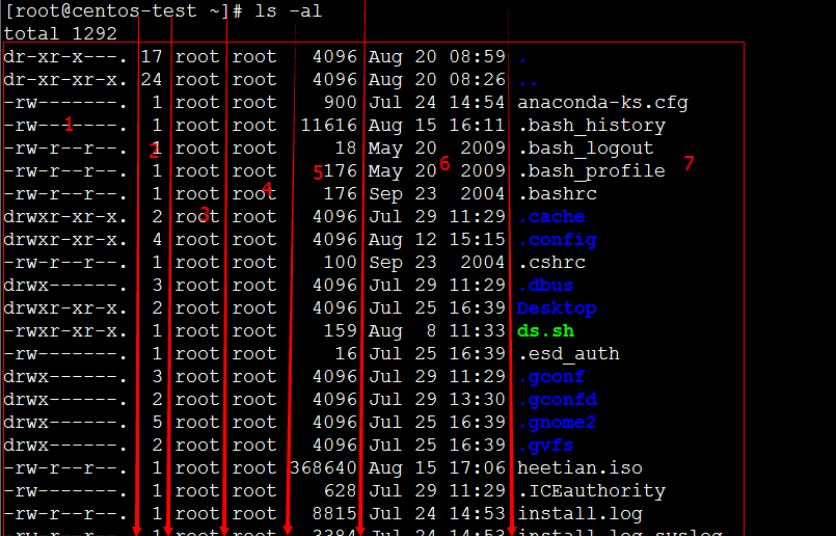 [root@centos-test ~]# ls -al
total 1292
dr-xr-x---. 17 root root 4096 Aug 20 08:59 .
dr-xr-xr-x. 24 root root 4096 Aug 20 08:26 ..
-rw-------. 1 root root 900 Jul 24 14:54 anaconda-ks.cfg
-rw-------. 1 root root 11616 Aug 15 16:11 .bash_history
1
-rw-r--r--. 1 root root 18 May 20 2009 .bash_logout
2
-rw-r--r--. 1 root root 176 May 20 2009 .bash_profile
5 6 7
-rw-r--r--. 1 root root 176 Sep 23 2004 .bashrc
4
drwxr-xr-x. 2 root root 4096 Jul 29 11:29 .cache
3
drwxr-xr-x. 4 root root 4096 Aug 12 15:15 .config
-rw-r--r--. 1 root root 100 Sep 23 2004 .cshrc
drwx------. 3 root root 4096 Jul 29 11:29 .dbus
drwxr-xr-x. 2 root root 4096 Jul 25 16:39 Desktop
-rwxr-xr-x. 1 root root 159 Aug 8 11:33 ds.sh
-rw-------. 1 root root 16 Jul 25 16:39 .esd_auth
drwx------. 3 root root 4096 Jul 29 11:29 .gconf
drwx------. 2 root root 4096 Jul 29 13:30 .gconfd
drwx------. 5 root root 4096 Jul 25 16:39 .gnome2
drwx------. 2 root root 4096 Jul 25 16:39 .gvfs
-rw-r--r--. 1 root root 368640 Aug 15 17:06 heetian.iso
-rw-------. 1 root root 628 Jul 29 11:29 .ICEauthority
-rw-r--r--. 1 root root 8815 Jul 24 14:53 install.log
-rw-r--r--. 1 root root 3384 Jul 24 14:53 install.log.syslog